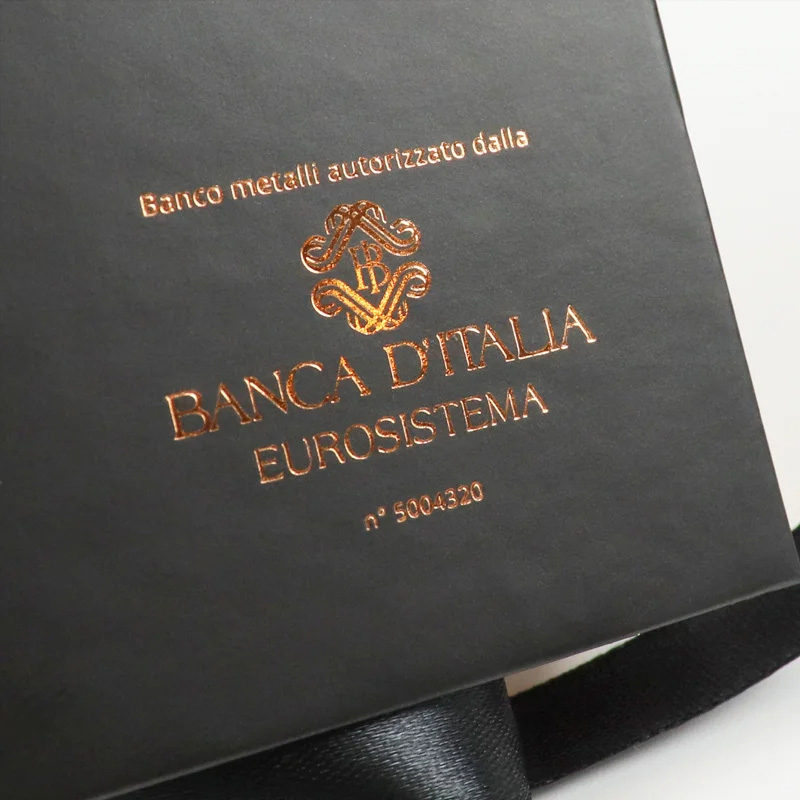 Banco metalli autorizzato dalla
BANCA D'ITALIA
EUROSISTEMA
n° 5004320